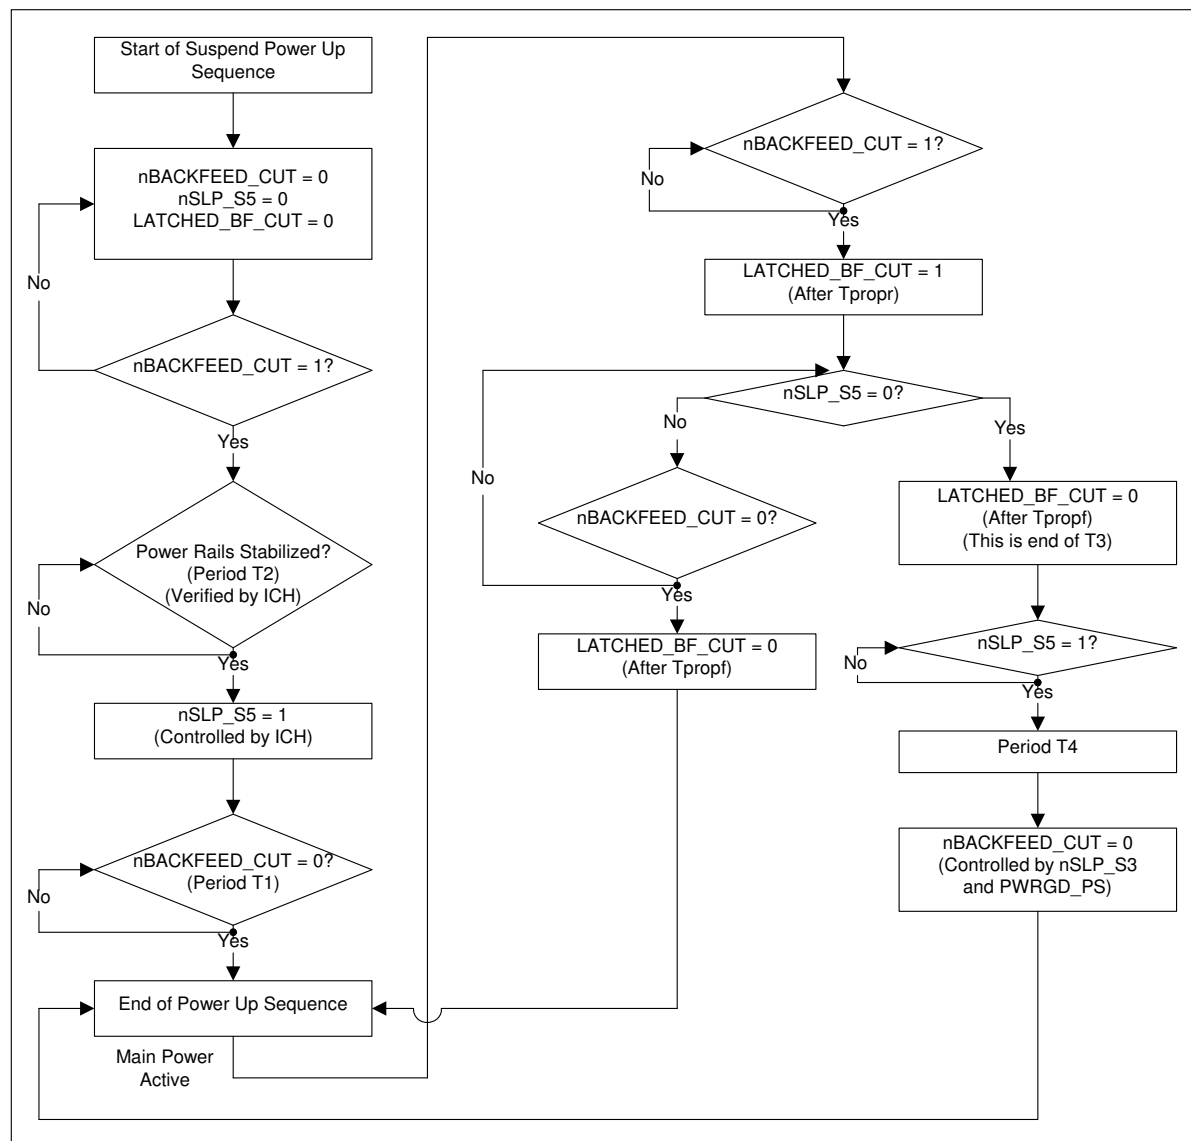 Start of Suspend Power Up
Sequence
nBACKFEED_CUT = 0
nSLP_S5 = 0
LATCHED_BF_CUT = 0
No
nBACKFEED_CUT = 1?
Yes
Power Rails Stabilized?
(Period T2)
(Verified by ICH)
No
Yes
nSLP_S5 = 1
(Controlled by ICH)
nBACKFEED_CUT = 0?
(Period T1)
No
Yes
End of Power Up Sequence
Main Power
Active
nBACKFEED_CUT = 1?
No
Yes
LATCHED_BF_CUT = 1
(After Tpropr)
nSLP_S5 = 0?
No
Yes
No
nBACKFEED_CUT = 0?
Yes
LATCHED_BF_CUT = 0
(After Tpropf)
LATCHED_BF_CUT = 0
(After Tpropf)
(This is end of T3)
nSLP_S5 = 1?
No
Yes
Period T4
nBACKFEED_CUT = 0
(Controlled by nSLP_S3
and PWRGD_PS)